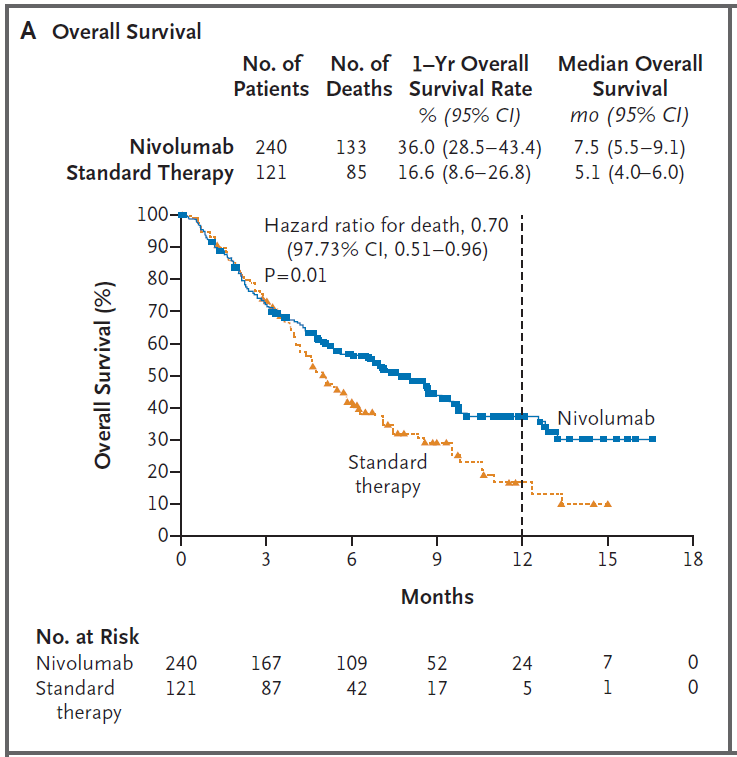 A Overall Survival
No. of Patients No. of Deaths 1–Yr Overall Survival Rate Median Overall Survival
% (95% CI) mo (95% CI)
Nivolumab 240 133 36.0 (28.5–43.4) 7.5 (5.5–9.1)
Standard Therapy 121 85 16.6 (8.6–26.8) 5.1 (4.0–6.0)
Hazard ratio for death, 0.70
(97.73% CI, 0.51–0.96)
P=0.01
Overall Survival (%)
100
90
80
70
60
50
40
30
20
10
0
Nivolumab
Standard
therapy
0 3 6 9 12 15 18
Months
No. at Risk
Nivolumab 240 167 109 52 24 7 0
Standard 121 87 42 17 5 1 0
therapy